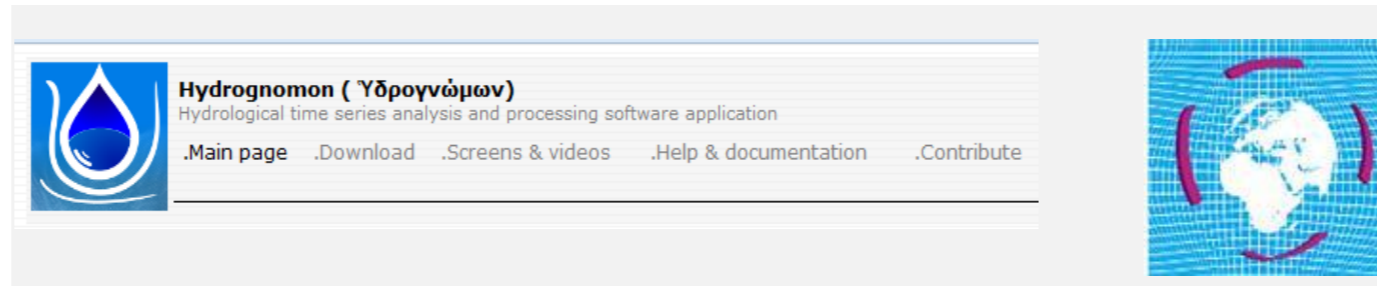 Hydrognomon ( Ὑδρογνώμων)
Hydrological time series analysis and processing software application
.Main page .Download .Screens & videos .Help & documentation .Contribute